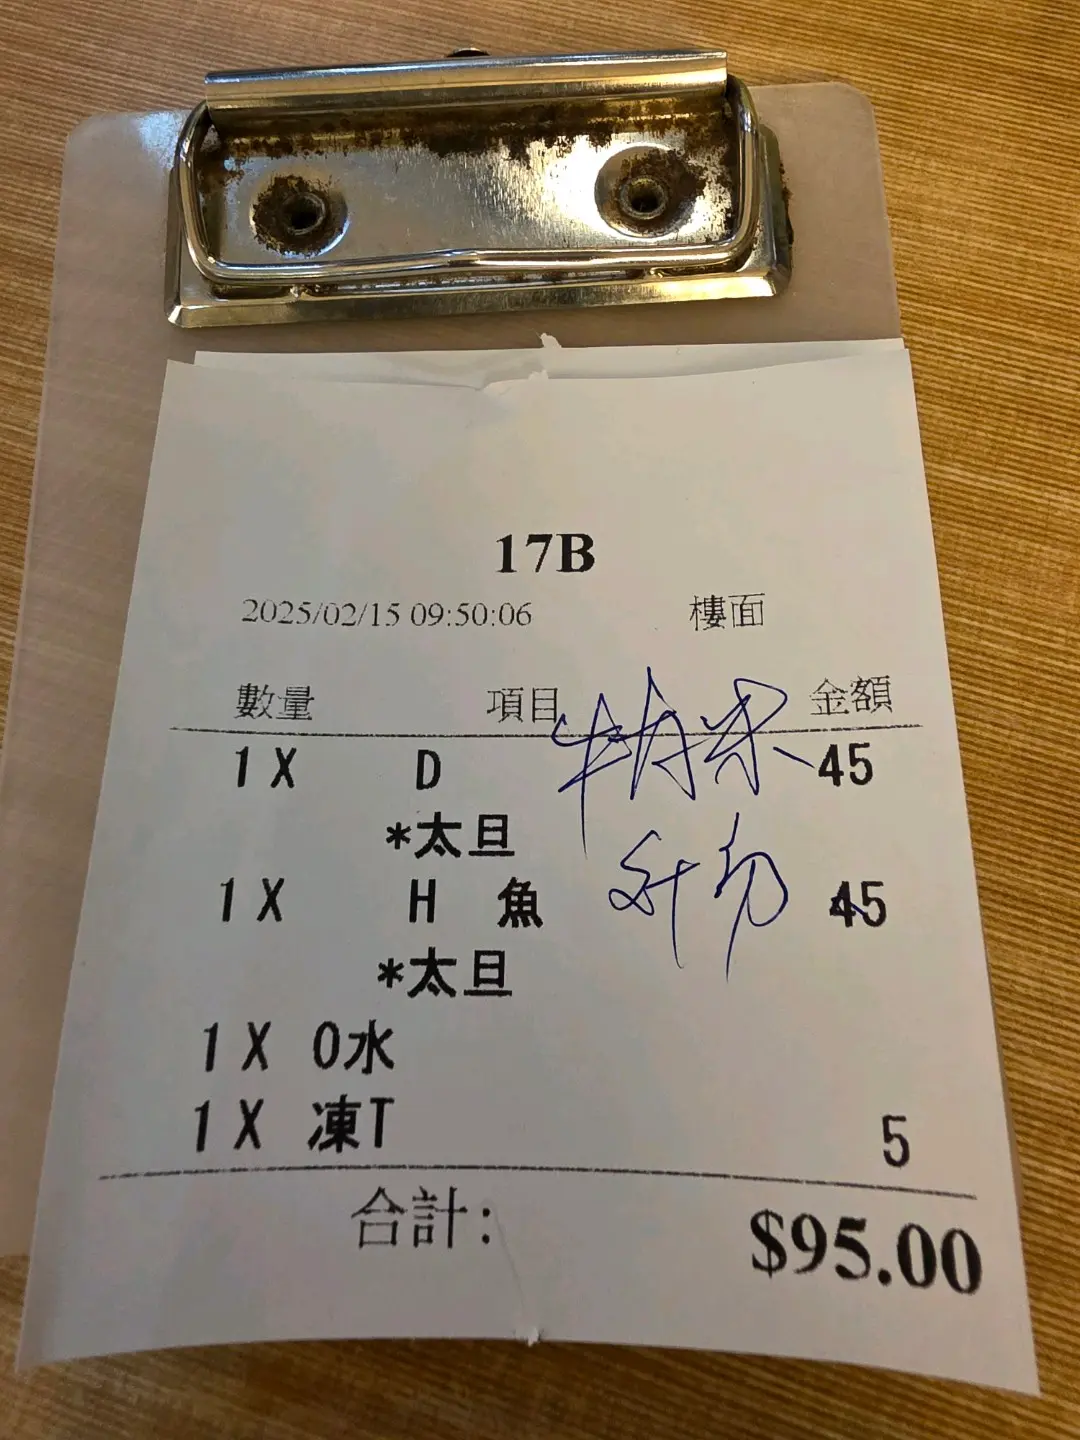 17B
2025/02/15 09:50:06 樓面
數量 項目 金額
1X D 45
*太旦
1X H 魚 45
*太旦
1X O水
1X 凍T 5
合計: $95.00